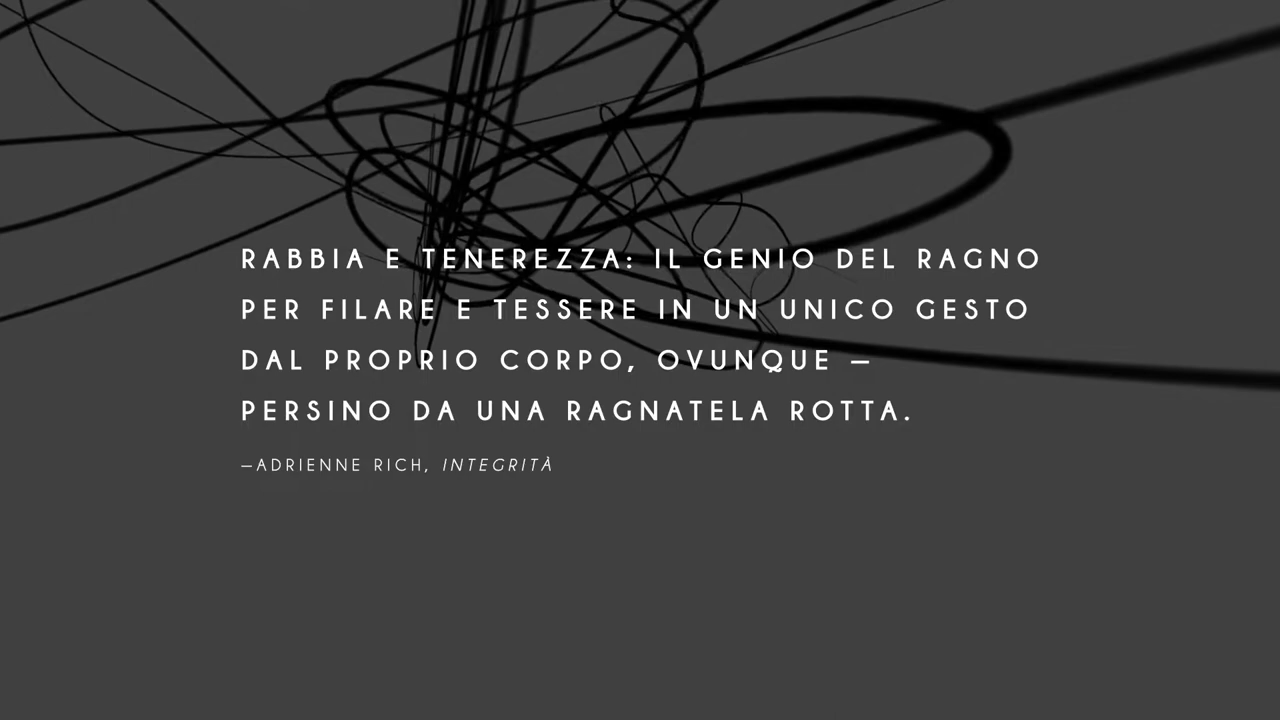 RABBIA E TENEREZZA: IL GENIO DEL RAGNO
PER FILARE E TESSERE IN UN UNICO GESTO
DAL PROPRIO CORPO, OVUNQUE –
PERSINO DA UNA RAGNATELA ROTTA.
–ADRIENNE RICH, INTEGRITÀ